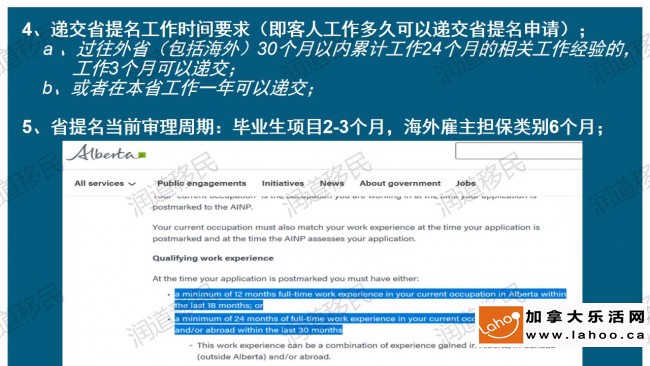 4、递交省提名工作时间要求（即客人工作多久可以递交省提名申请）；
a 、过往外省（包括海外）30个月以内累计工作24个月的相关工作经验的，
工作3个月可以递交；
b、或者在本省工作一年可以递交；
5、省提名当前审理周期：毕业生项目2-3个月，海外雇主担保类别6个月；
Alberta
All services
Public engagements
Initiatives
News
About government
Jobs
Your "current occupation" is the occupation you are working in at the time your application is
postmarked to the AINP.
Your current occupation must also match your work experience at the time your application is
postmarked and at the time the AINP assesses your application.
Qualifying work experience
At the time your application is postmarked you must have either:
• a minimum of 12 months full-time work experience in your current occupation in Alberta within
the last 18 months; or
• a minimum of 24 months of full-time work experience in your current
and/or abroad within the last 30 months
◦ This work experience can be a combination of experience gained
(outside Alberta) and/or abroad.
Lahoo.ca
加拿大乐活网
www.lahoo.ca
润道移民